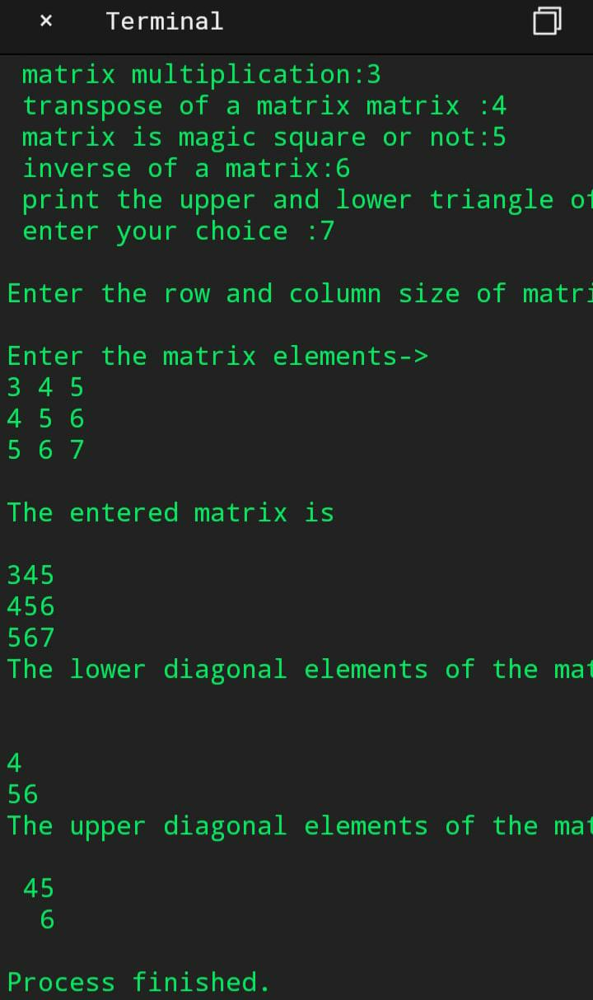 × Terminal
matrix multiplication:3
transpose of a matrix matrix :4
matrix is magic square or not:5
inverse of a matrix:6
print the upper and lower triangle of
enter your choice :7
Enter the row and column size of matri
Enter the matrix elements->
3 4 5
4 5 6
5 6 7
The entered matrix is
345
456
567
The lower diagonal elements of the mat
4
56
The upper diagonal elements of the mat
45
6
Process finished.